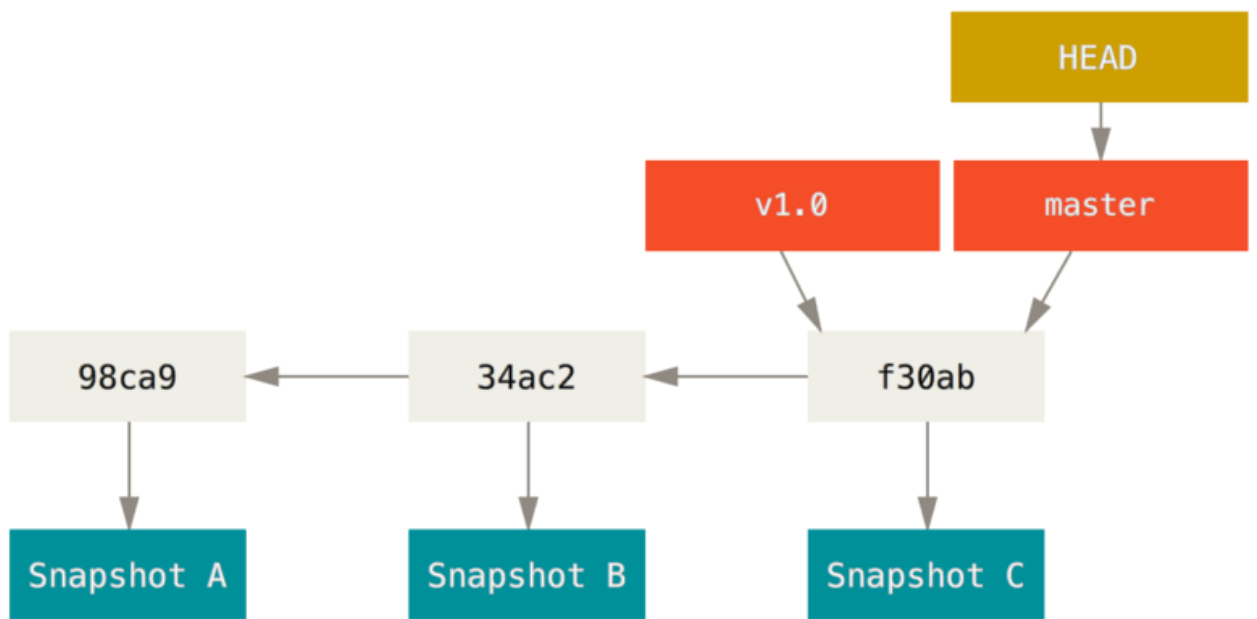 HEAD
v1.0
master
98ca9
34ac2
f30ab
Snapshot A
Snapshot B
Snapshot C